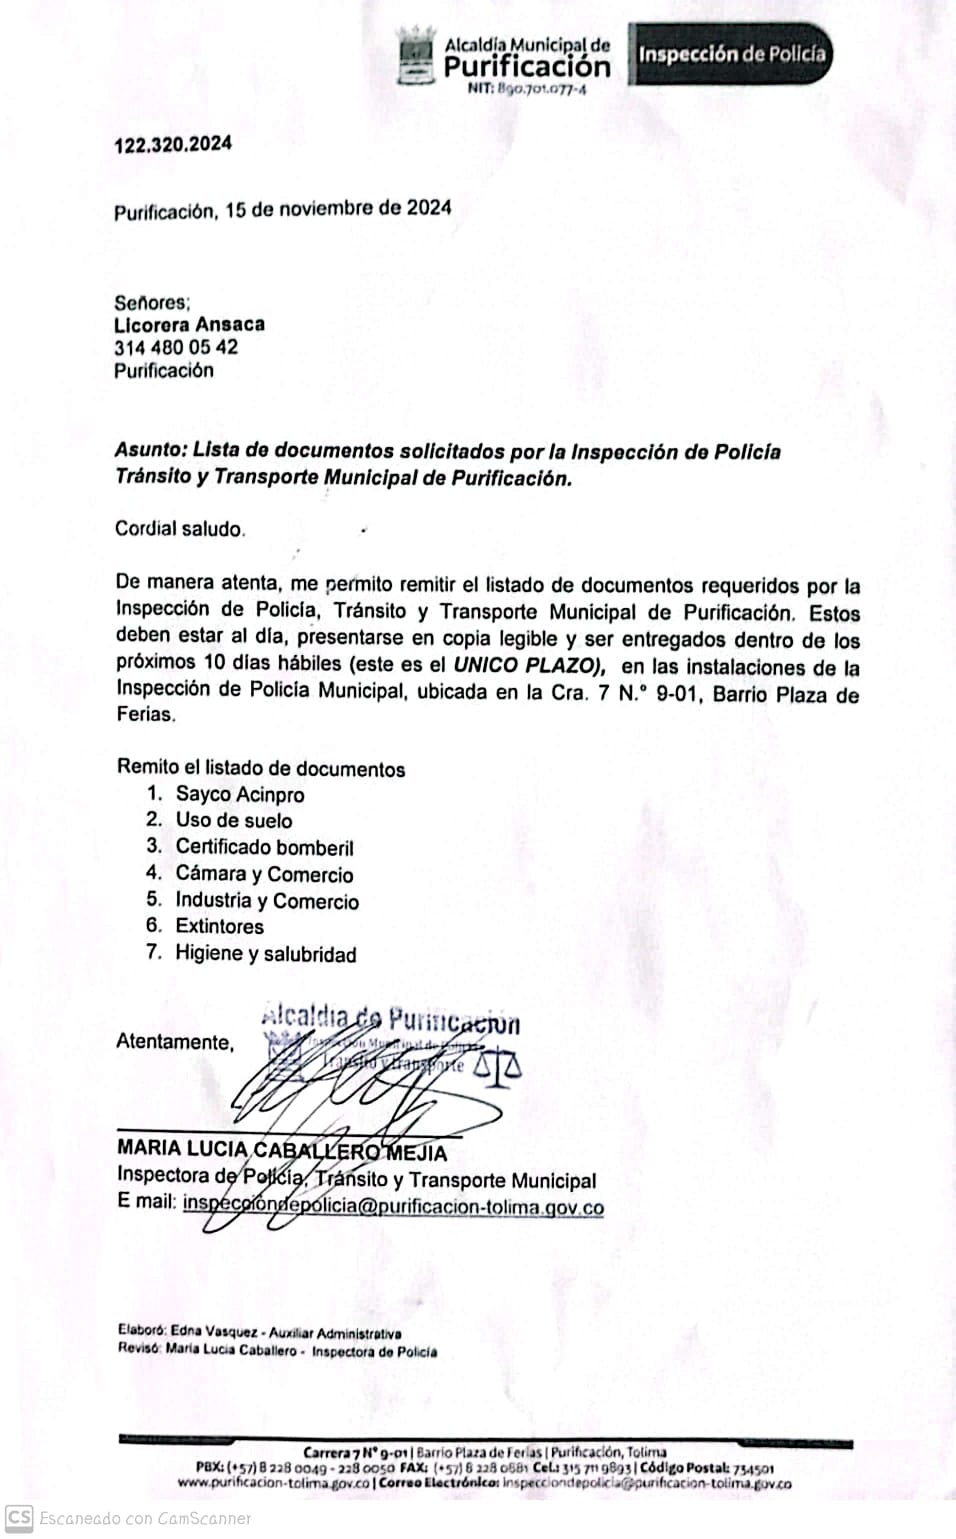 Alcaldía Municipal de
Purificación
NIT: 890.701.077-4
Inspección de Policía
122.320.2024
Purificación, 15 de noviembre de 2024
Señores;
Licorera Ansaca
314 480 05 42
Purificación
Asunto: Lista de documentos solicitados por la Inspección de Policía
Tránsito y Transporte Municipal de Purificación.
Cordial saludo.
De manera atenta, me permito remitir el listado de documentos requeridos por la
Inspección de Policía, Tránsito y Transporte Municipal de Purificación. Estos
deben estar al día, presentarse en copia legible y ser entregados dentro de los
próximos 10 días hábiles (este es el UNICO PLAZO), en las instalaciones de la
Inspección de Policía Municipal, ubicada en la Cra. 7 N.° 9-01, Barrio Plaza de
Ferias.
Remito el listado de documentos
1. Sayco Acinpro
2. Uso de suelo
3. Certificado bomberil
4. Cámara y Comercio
5. Industria y Comercio
6. Extintores
7. Higiene y salubridad
Alcaldía de Purificación
Inspección Municipal de Policía
Tránsito y Transporte
Atentamente,
MARIA LUCIA CABALLERO MEJIA
Inspectora de Policía, Tránsito y Transporte Municipal
E mail: inspecciondepolicia@purificacion-tolima.gov.co
Elaboró: Edna Vasquez - Auxiliar Administrativa
Revisó: Maria Lucia Caballero - Inspectora de Policía
Carrera 7 N° 9-01 | Barrio Plaza de Ferias | Purificación, Tolima
PBX: (+57) 8 228 0049 - 228 0050 FAX: (+57) 8 228 0681 Cel.: 315 711 9893 | Código Postal: 734501
www.purificacion-tolima.gov.co | Correo Electrónico: inspecciondepolicia@purificacion-tolima.gov.co
CS Escaneado con CamScanner